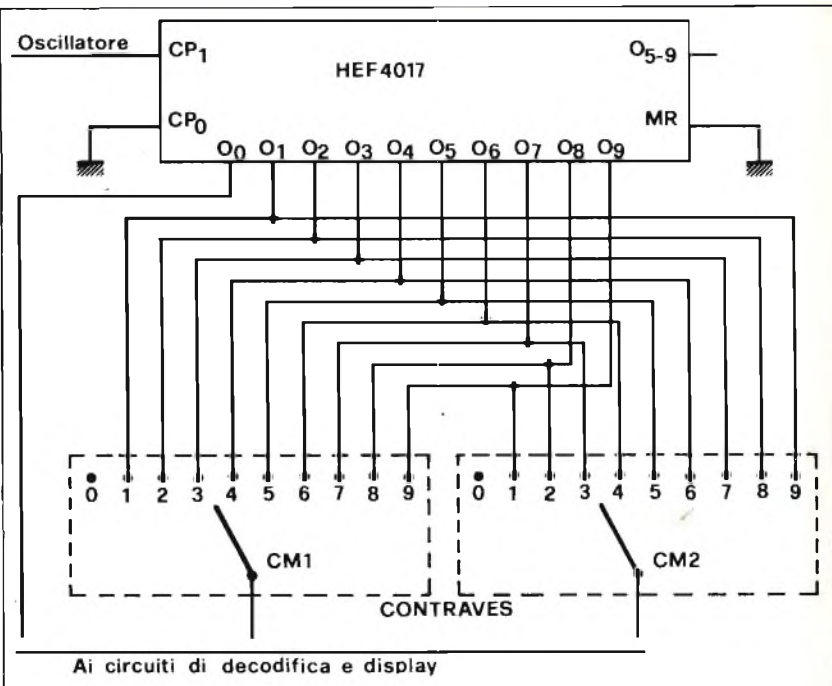 Oscillatore
CP1
HEF4017
O5-9
CP0
MR
O0 O1 O2 O3 O4 O5 O6 O7 O8 O9
0 1 2 3 4 5 6 7 8 9
0 1 2 3 4 5 6 7 8 9
CM1
CM2
CONTRAVES
Ai circuiti di decodifica e display